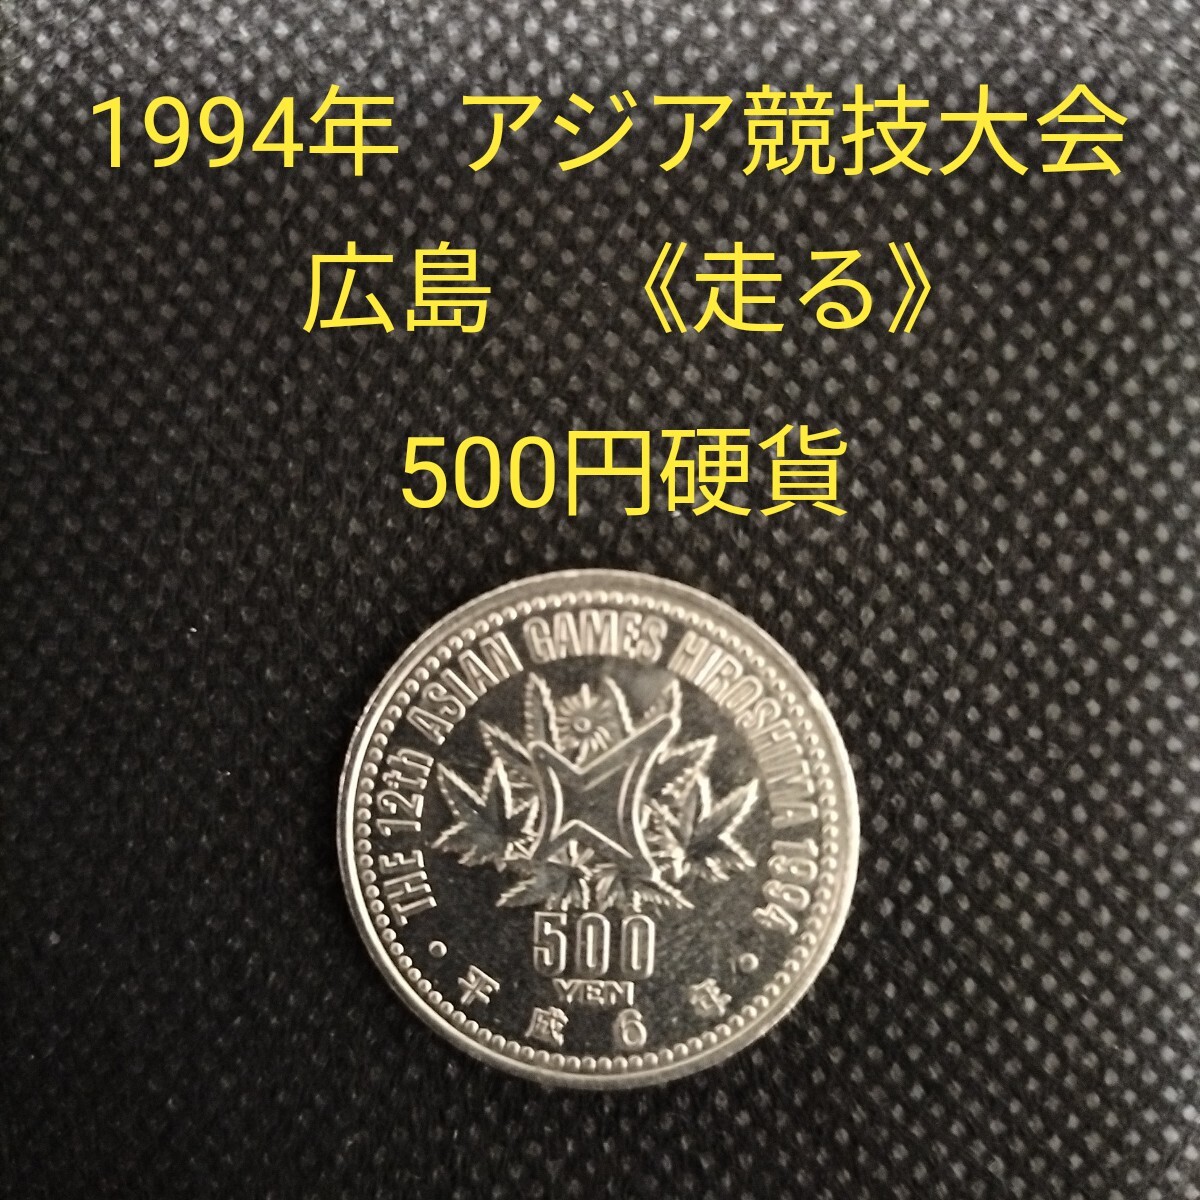 1994年 アジア競技大会
広島 《走る》
500円硬貨
THE 12th ASIAN GAMES HIROSHIMA 1994
500
YEN
・平成6年・